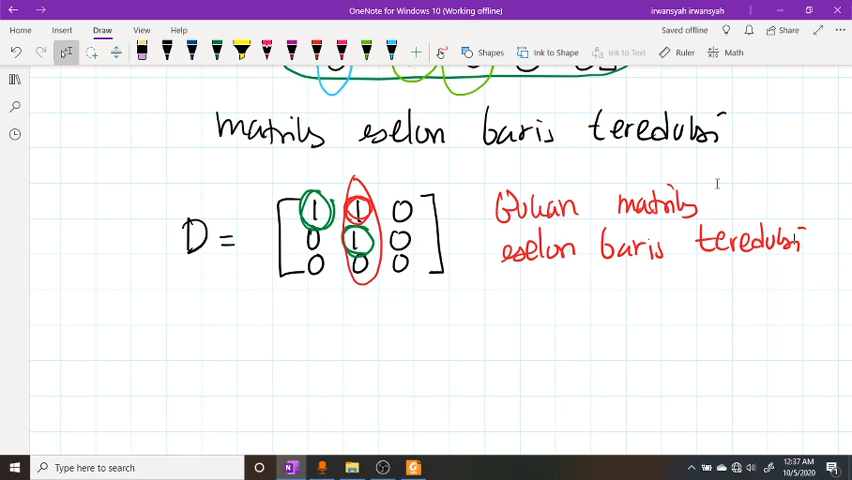 OneNote for Windows 10 (Working offline)
irwansyah irwansyah
Home Insert Draw View Help
Saved offline Share
Shapes Ink to Shape Ink to Text Ruler Math
matriks eselon baris teredubsi
D = [ 1 1 0
0 1 0
0 0 0 ]
Bukan matriks
eselon baris teredubsi
Type here to search
12:37 AM
10/5/2020